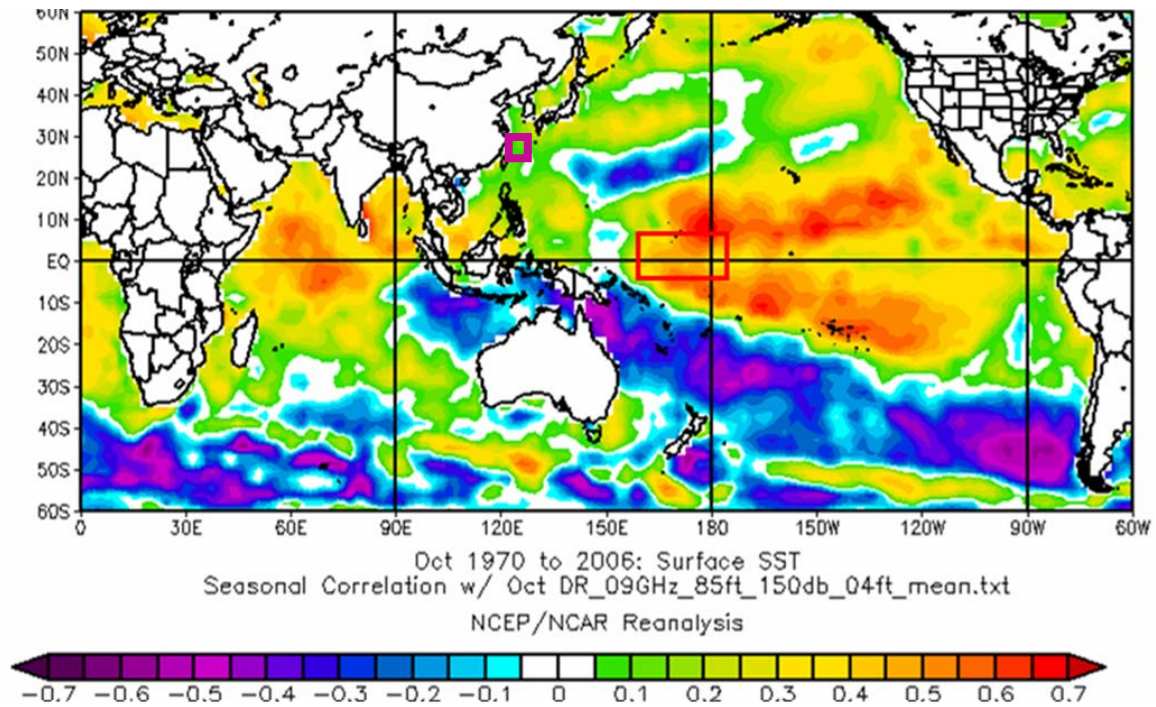 60N
50N
40N
30N
20N
10N
EQ
10S
20S
30S
40S
50S
60S
0 30E 60E 90E 120E 150E 180 150W 120W 90W 60W
Oct 1970 to 2006: Surface SST
Seasonal Correlation w/ Oct DR_09GHz_85ft_150db_04ft_mean.txt
NCEP/NCAR Reanalysis
-0.7 -0.6 -0.5 -0.4 -0.3 -0.2 -0.1 0 0.1 0.2 0.3 0.4 0.5 0.6 0.7